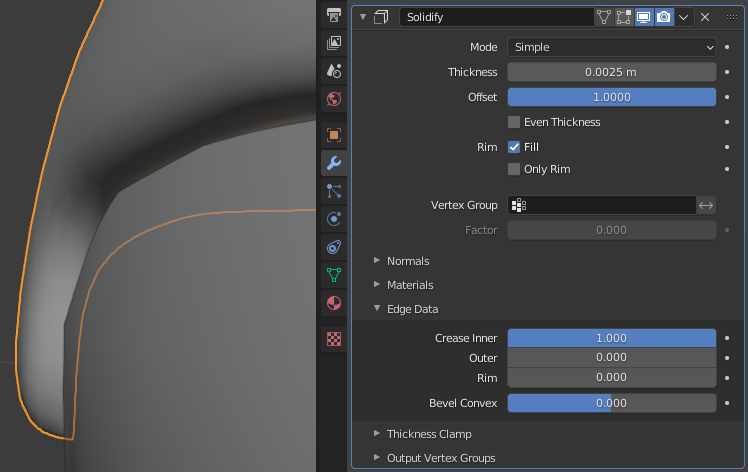 Solidify
Mode Simple
Thickness 0.0025 m
Offset 1.0000
Even Thickness
Rim Fill
Only Rim
Vertex Group
Factor 0.000
Normals
Materials
Edge Data
Crease Inner 1.000
Outer 0.000
Rim 0.000
Bevel Convex 0.000
Thickness Clamp
Output Vertex Groups